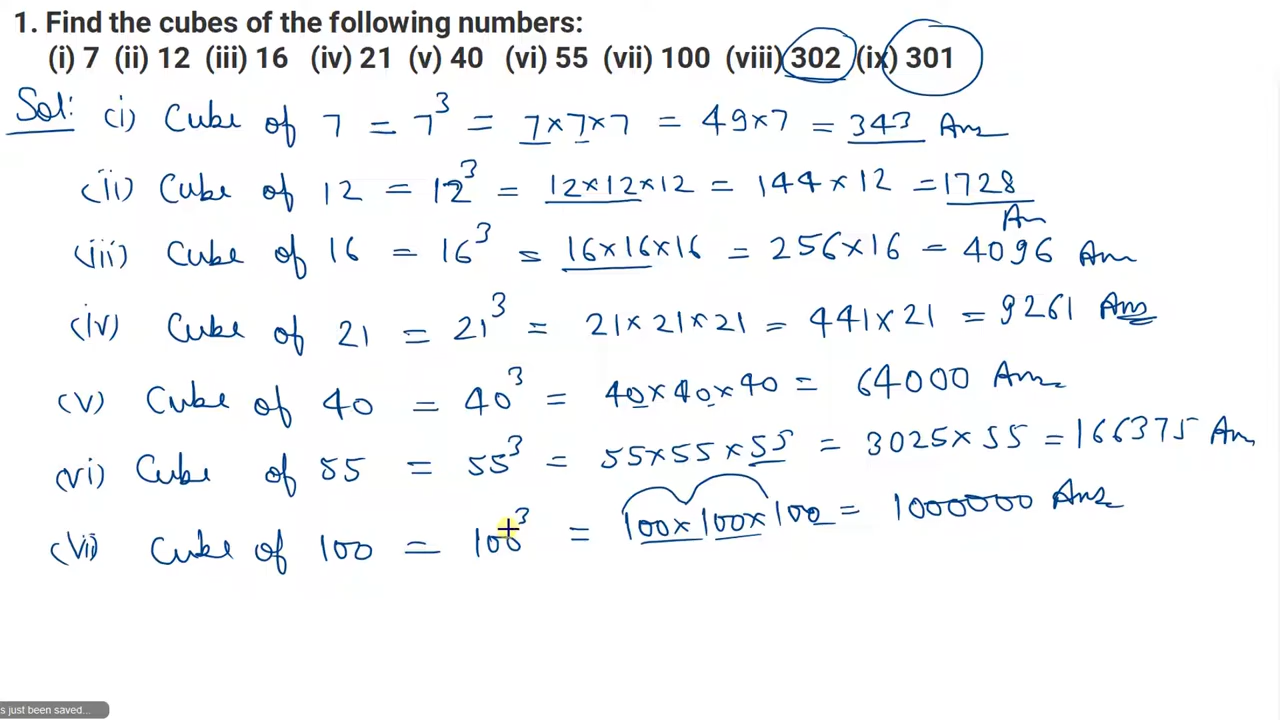 1. Find the cubes of the following numbers:
(i) 7 (ii) 12 (iii) 16 (iv) 21 (v) 40 (vi) 55 (vii) 100 (viii) 302 (ix) 301
Sol: (i) Cube of 7 = 7³ = 7×7×7 = 49×7 = 343 Ans
(ii) Cube of 12 = 12³ = 12×12×12 = 144×12 = 1728
An
(iii) Cube of 16 = 16³ = 16×16×16 = 256×16 = 4096 Ans
(iv) Cube of 21 = 21³ = 21×21×21 = 441×21 = 9261 Ans
(v) Cube of 40 = 40³ = 40×40×40 = 64000 Ans
(vi) Cube of 55 = 55³ = 55×55×55 = 3025×55 = 166375 Ans
(vii) Cube of 100 = 100³ = 100×100×100 = 1000000 Ans
s just been saved...